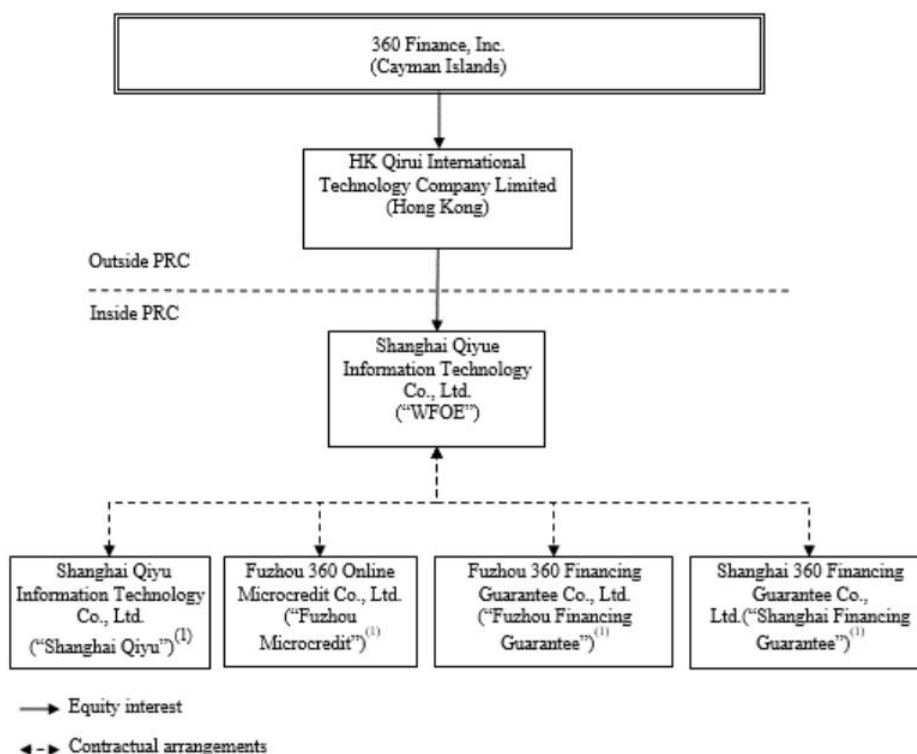 360 Finance, Inc.
(Cayman Islands)
HK Qirui International
Technology Company Limited
(Hong Kong)
Outside PRC
Inside PRC
Shanghai Qiyue
Information Technology
Co., Ltd.
(“WFOE”)
Shanghai Qiyu
Information Technology
Co., Ltd.
(“Shanghai Qiyu”)(1)
Fuzhou 360 Online
Microcredit Co., Ltd.
(“Fuzhou
Microcredit”)(1)
Fuzhou 360 Financing
Guarantee Co., Ltd.
(“Fuzhou Financing
Guarantee”)(1)
Shanghai 360 Financing
Guarantee Co.,
Ltd.(“Shanghai Financing
Guarantee”)(1)
Equity interest
Contractual arrangements